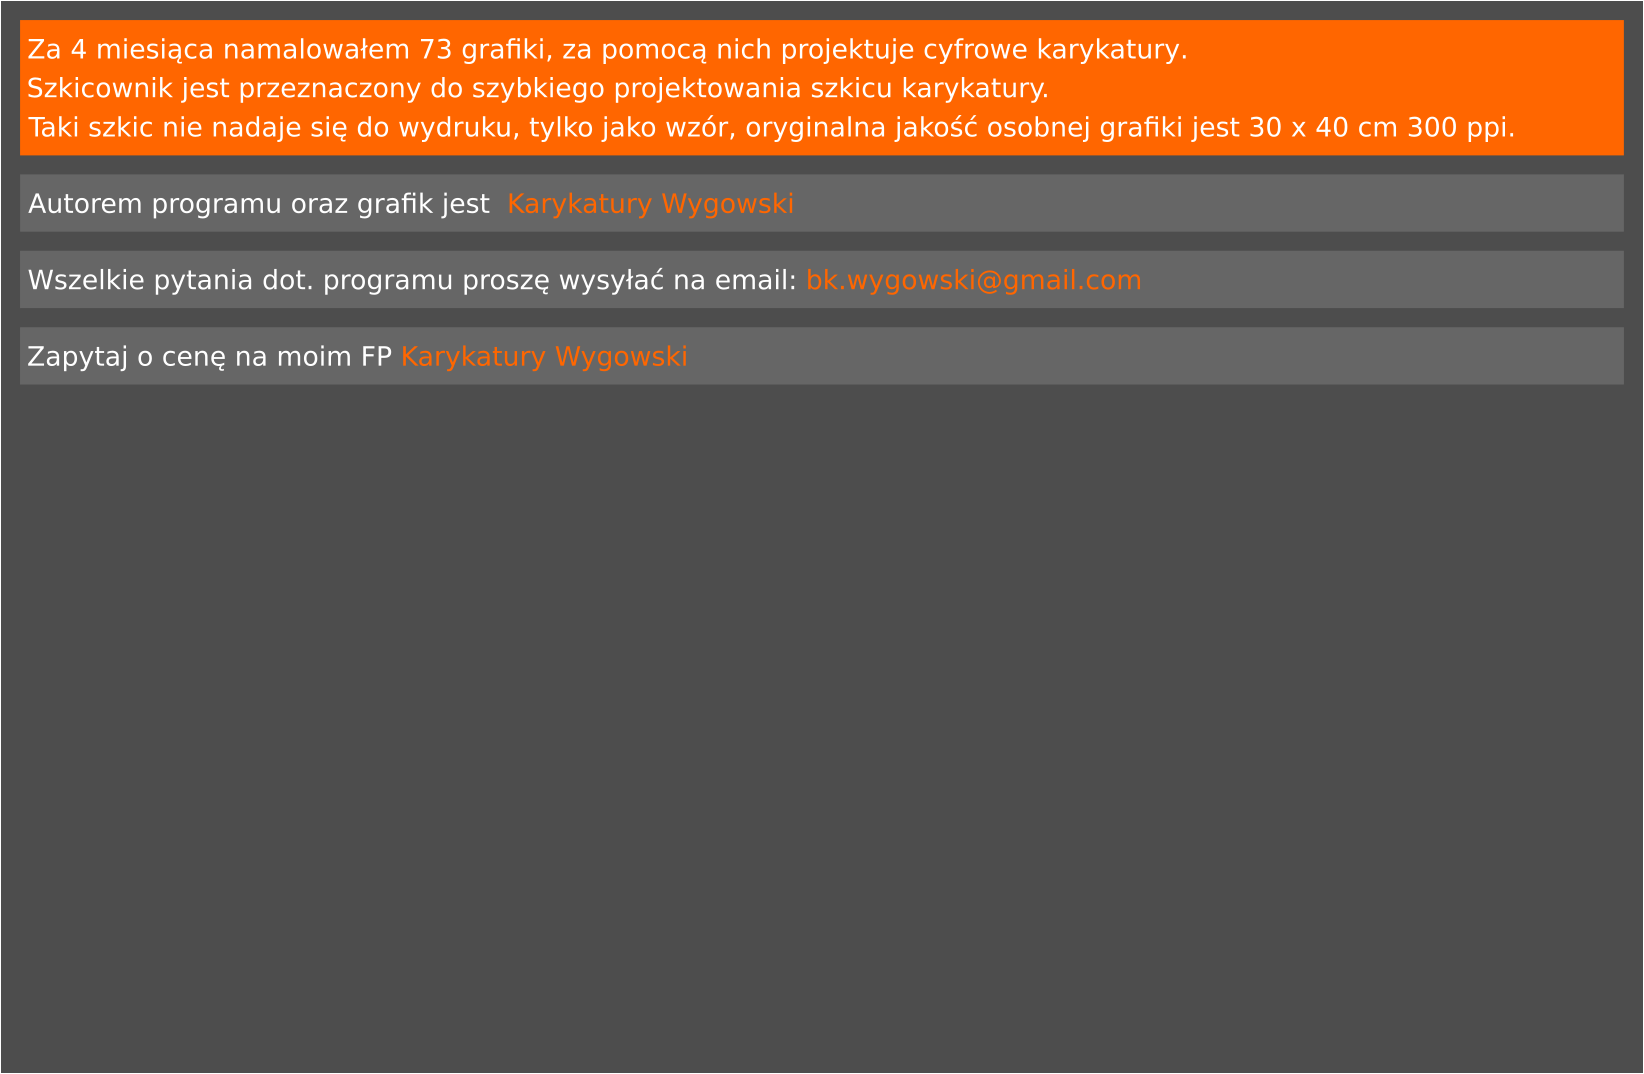 Za 4 miesiąca namalowałem 73 grafiki, za pomocą nich projektuje cyfrowe karykatury.
Szkicownik jest przeznaczony do szybkiego projektowania szkicu karykatury.
Taki szkic nie nadaje się do wydruku, tylko jako wzór, oryginalna jakość osobnej grafiki jest 30 x 40 cm 300 ppi.
Autorem programu oraz grafik jest Karykatury Wygowski
Wszelkie pytania dot. programu proszę wysyłać na email: bk.wygowski@gmail.com
Zapytaj o cenę na moim FP Karykatury Wygowski